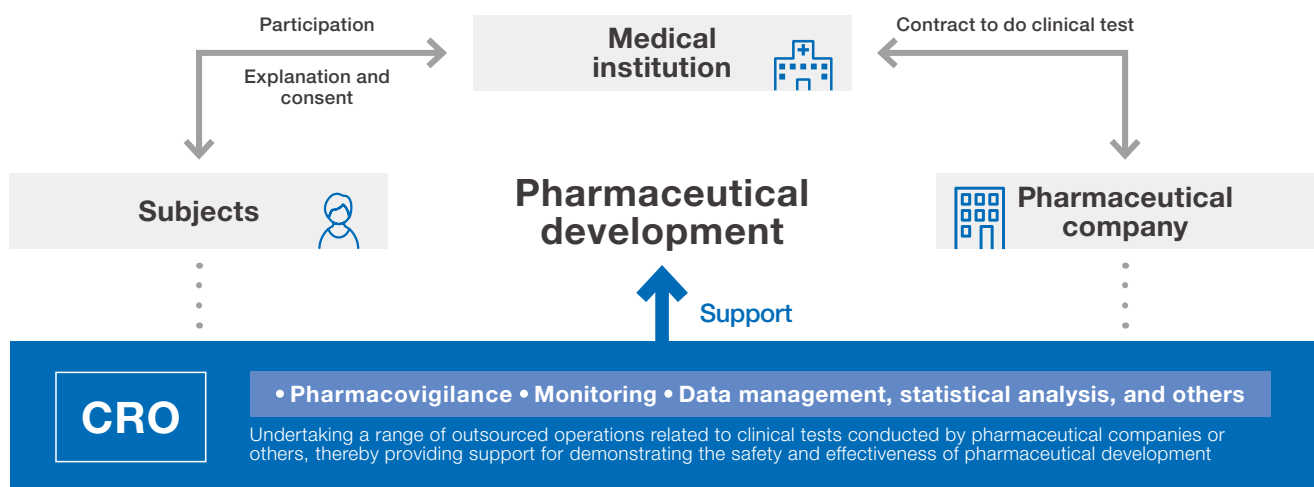 Participation
Explanation and
consent
Medical
institution
Contract to do clinical test
Subjects
Pharmaceutical
development
Pharmaceutical
company
Support
CRO
• Pharmacovigilance • Monitoring • Data management, statistical analysis, and others
Undertaking a range of outsourced operations related to clinical tests conducted by pharmaceutical companies or
others, thereby providing support for demonstrating the safety and effectiveness of pharmaceutical development